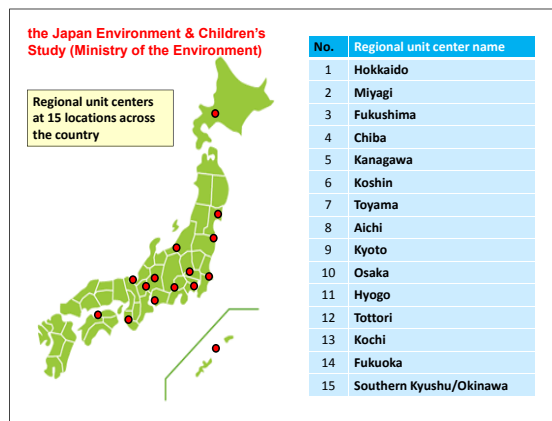 the Japan Environment & Children's
Study (Ministry of the Environment)
Regional unit centers
at 15 locations across
the country
No. Regional unit center name
1 Hokkaido
2 Miyagi
3 Fukushima
4 Chiba
5 Kanagawa
6 Koshin
7 Toyama
8 Aichi
9 Kyoto
10 Osaka
11 Hyogo
12 Tottori
13 Kochi
14 Fukuoka
15 Southern Kyushu/Okinawa